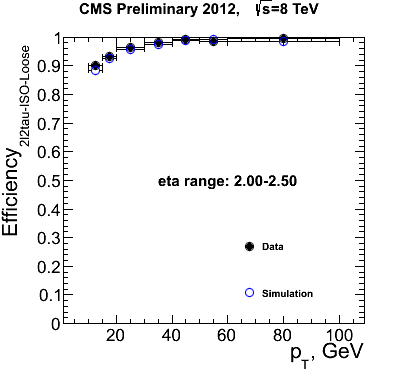 CMS Preliminary 2012, √s=8 TeV
Efficiency2l2tau-ISO-Loose
1
0.9
0.8
0.7
0.6
0.5
0.4
0.3
0.2
0.1
0
eta range: 2.00-2.50
Data
Simulation
20 40 60 80 100
pT, GeV